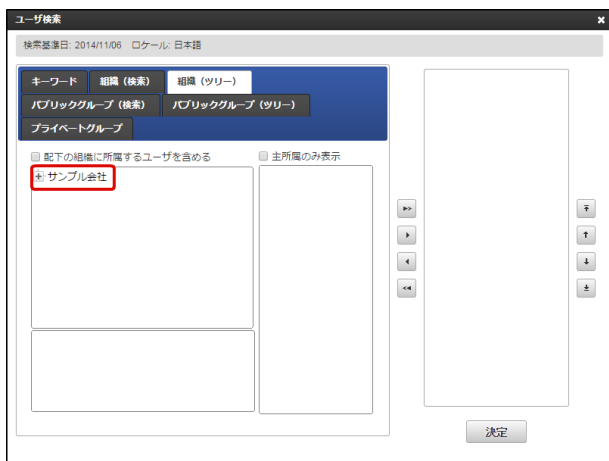 ユーザ検索
検索基準日: 2014/11/06 ロケール: 日本語
キーワード 組織（検索） 組織（ツリー）
パブリックグループ（検索） パブリックグループ（ツリー）
プライベートグループ
配下の組織に所属するユーザを含める 主所属のみ表示
サンプル会社
決定